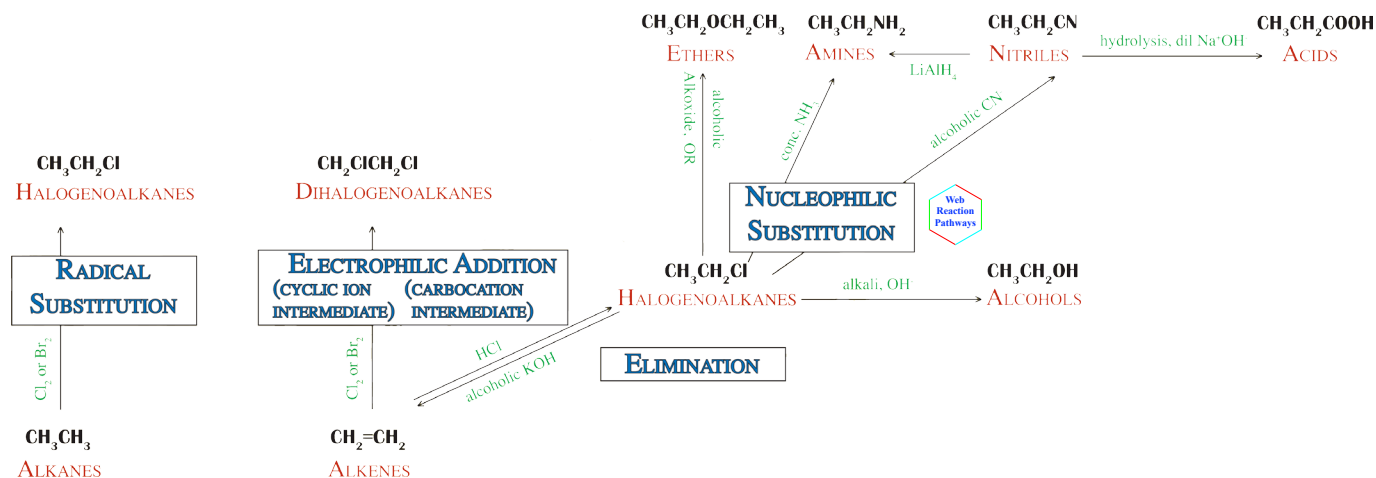 CH₃CH₂OCH₂CH₃
ETHERS
CH₃CH₂NH₂
AMINES
CH₃CH₂CN
NITRILES
CH₃CH₂COOH
ACIDS
hydrolysis, dil Na⁺OH
LiAlH₄
Alkoxide, OR
alcoholic
conc. NH₃
alcoholic CN
CH₃CH₂Cl
HALOGENOALKANES
CH₂ClCH₂Cl
DIHALOGENOALKANES
NUCLEOPHILIC
SUBSTITUTION
Web
Reaction
Pathways
RADICAL
SUBSTITUTION
ELECTROPHILIC ADDITION
(CYCLIC ION (CARBOCATION
INTERMEDIATE) INTERMEDIATE)
CH₃CH₂Cl
HALOGENOALKANES
alkali, OH⁻
CH₃CH₂OH
ALCOHOLS
Cl₂ or Br₂
Cl₂ or Br₂
HCl
alcoholic KOH
ELIMINATION
CH₃CH₃
ALKANES
CH₂=CH₂
ALKENES